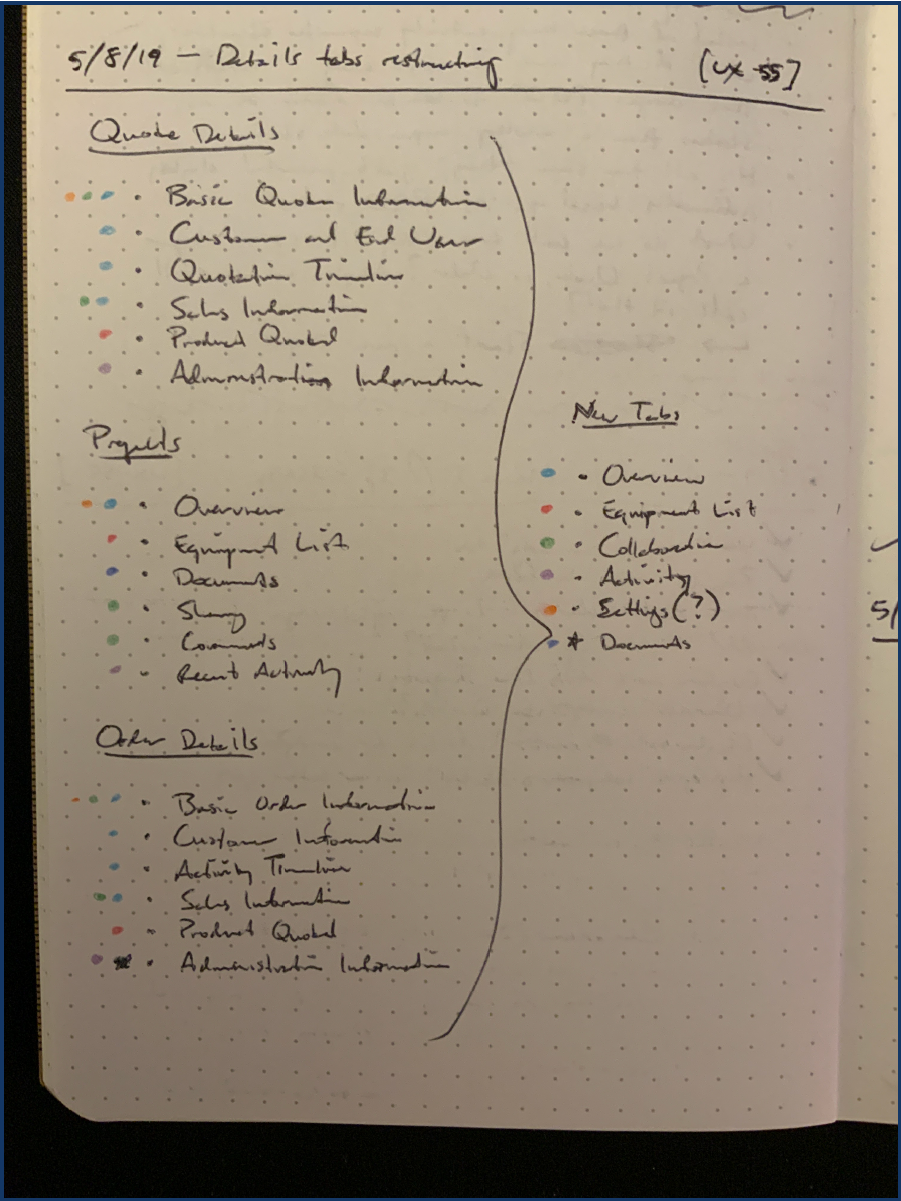 5/8/19 — Details tabs restructuring [UX-55]
Quote Details
• Basic Quote Information
• Customer and End User
• Quotation Timeline
• Sales Information
• Product Quoted
• Administration Information
Projects
• Overview
• Equipment List
• Documents
• Sharing
• Comments
• Recent Activity
Order Details
• Basic Order Information
• Customer Information
• Activity Timeline
• Sales Information
• Product Quoted
• Administration Information
New Tabs
• Overview
• Equipment List
• Collaboration
• Activity
• Settings (?)
* Documents
5/